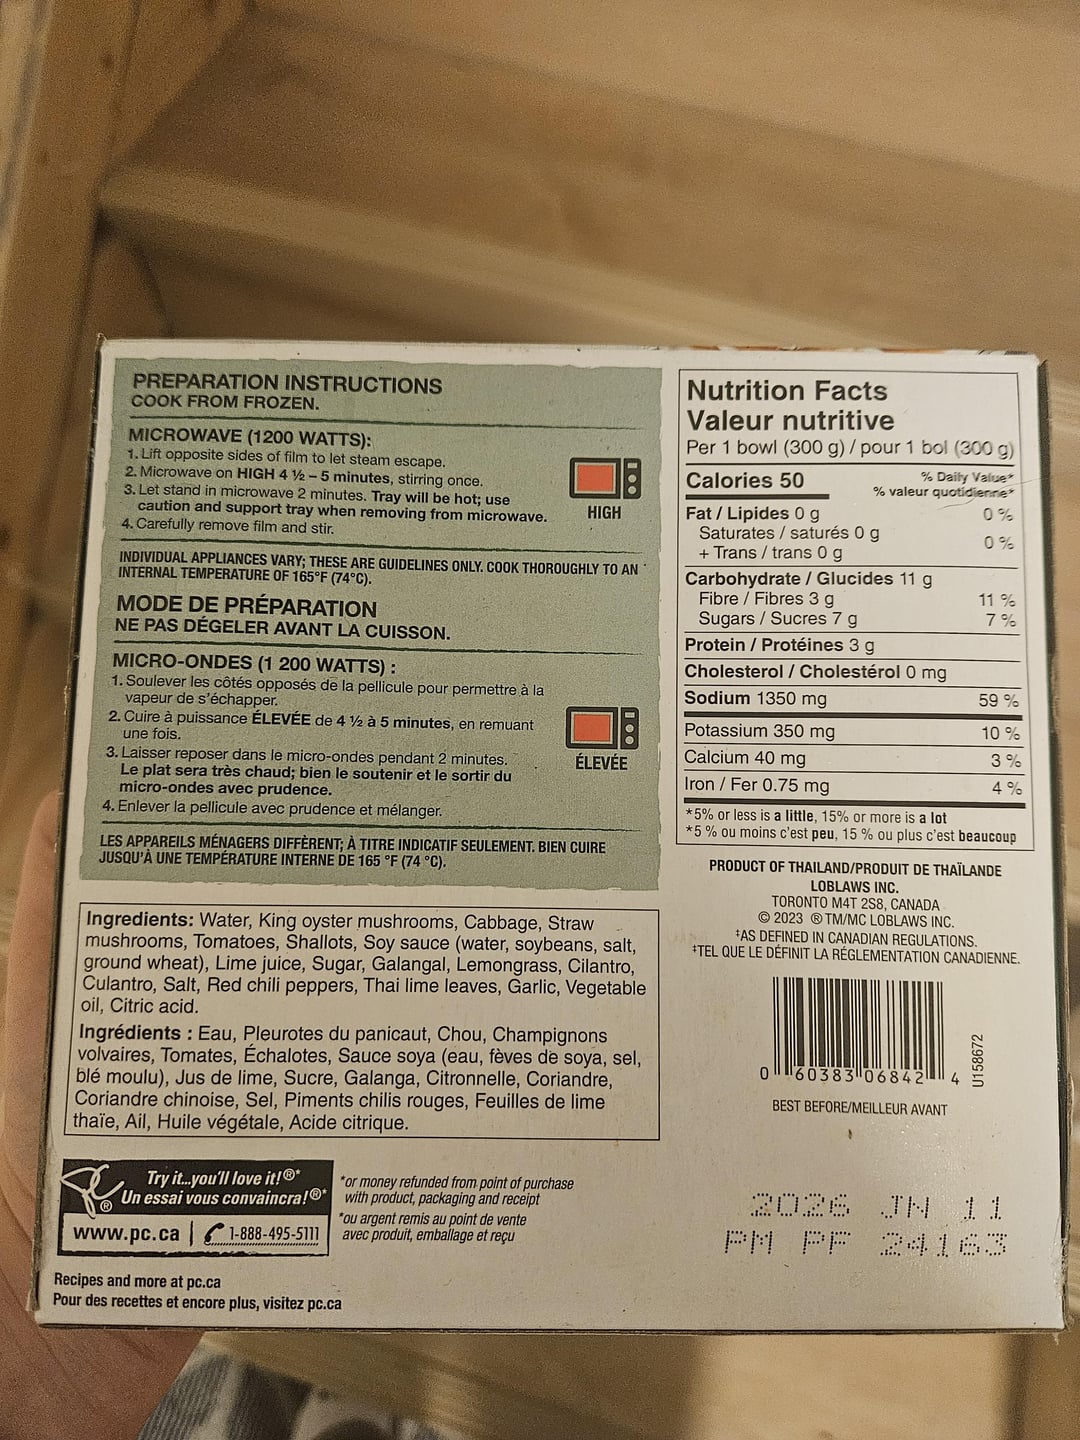 PREPARATION INSTRUCTIONS
COOK FROM FROZEN.
MICROWAVE (1200 WATTS):
1. Lift opposite sides of film to let steam escape.
2. Microwave on HIGH 4 ½ – 5 minutes, stirring once.
3. Let stand in microwave 2 minutes. Tray will be hot; use
caution and support tray when removing from microwave.
4. Carefully remove film and stir.
HIGH
INDIVIDUAL APPLIANCES VARY; THESE ARE GUIDELINES ONLY. COOK THOROUGHLY TO AN
INTERNAL TEMPERATURE OF 165°F (74°C).
MODE DE PRÉPARATION
NE PAS DÉGELER AVANT LA CUISSON.
MICRO-ONDES (1 200 WATTS) :
1. Soulever les côtés opposés de la pellicule pour permettre à la
vapeur de s'échapper.
2. Cuire à puissance ÉLEVÉE de 4 ½ à 5 minutes, en remuant
une fois.
3. Laisser reposer dans le micro-ondes pendant 2 minutes.
Le plat sera très chaud; bien le soutenir et le sortir du
micro-ondes avec prudence.
4. Enlever la pellicule avec prudence et mélanger.
ÉLEVÉE
LES APPAREILS MÉNAGERS DIFFÈRENT; À TITRE INDICATIF SEULEMENT. BIEN CUIRE
JUSQU'À UNE TEMPÉRATURE INTERNE DE 165 °F (74 °C).
Ingredients: Water, King oyster mushrooms, Cabbage, Straw
mushrooms, Tomatoes, Shallots, Soy sauce (water, soybeans, salt,
ground wheat), Lime juice, Sugar, Galangal, Lemongrass, Cilantro,
Culantro, Salt, Red chili peppers, Thai lime leaves, Garlic, Vegetable
oil, Citric acid.
Ingrédients : Eau, Pleurotes du panicaut, Chou, Champignons
volvaires, Tomates, Échalotes, Sauce soya (eau, fèves de soya, sel,
blé moulu), Jus de lime, Sucre, Galanga, Citronnelle, Coriandre,
Coriandre chinoise, Sel, Piments chilis rouges, Feuilles de lime
thaïe, Ail, Huile végétale, Acide citrique.
Try it...you'll love it!®*
Un essai vous convaincra!®*
www.pc.ca 1-888-495-5111
*or money refunded from point of purchase
with product, packaging and receipt
*ou argent remis au point de vente
avec produit, emballage et reçu
Recipes and more at pc.ca
Pour des recettes et encore plus, visitez pc.ca
Nutrition Facts
Valeur nutritive
Per 1 bowl (300 g) / pour 1 bol (300 g)
Calories 50
% Daily Value*
% valeur quotidienne*
Fat / Lipides 0 g 0 %
Saturates / saturés 0 g
+ Trans / trans 0 g 0 %
Carbohydrate / Glucides 11 g
Fibre / Fibres 3 g 11 %
Sugars / Sucres 7 g 7 %
Protein / Protéines 3 g
Cholesterol / Cholestérol 0 mg
Sodium 1350 mg 59 %
Potassium 350 mg 10 %
Calcium 40 mg 3 %
Iron / Fer 0.75 mg 4 %
*5% or less is a little, 15% or more is a lot
*5 % ou moins c'est peu, 15 % ou plus c'est beaucoup
PRODUCT OF THAILAND/PRODUIT DE THAÏLANDE
LOBLAWS INC.
TORONTO M4T 2S8, CANADA
© 2023 ®TM/MC LOBLAWS INC.
‡AS DEFINED IN CANADIAN REGULATIONS.
‡TEL QUE LE DÉFINIT LA RÉGLEMENTATION CANADIENNE.
0 60383 06842 4
U158672
BEST BEFORE/MEILLEUR AVANT
2026 JN 11
PM PF 24163